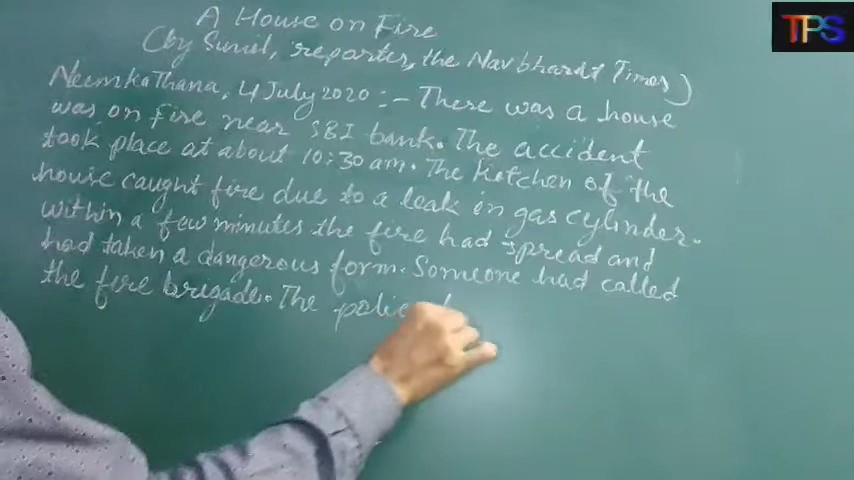 TPS
A House on Fire
(by Sunil, reporter, the Navbharat Times)
NeemkaThana, 4 July 2020 :- There was a house
was on fire near SBI bank. The accident
took place at about 10:30 am. The Kitchen of the
house caught fire due to a leak in gas cylinder.
within a few minutes the fire had spread and
had taken a dangerous form. Someone had called
the fire brigade. The police